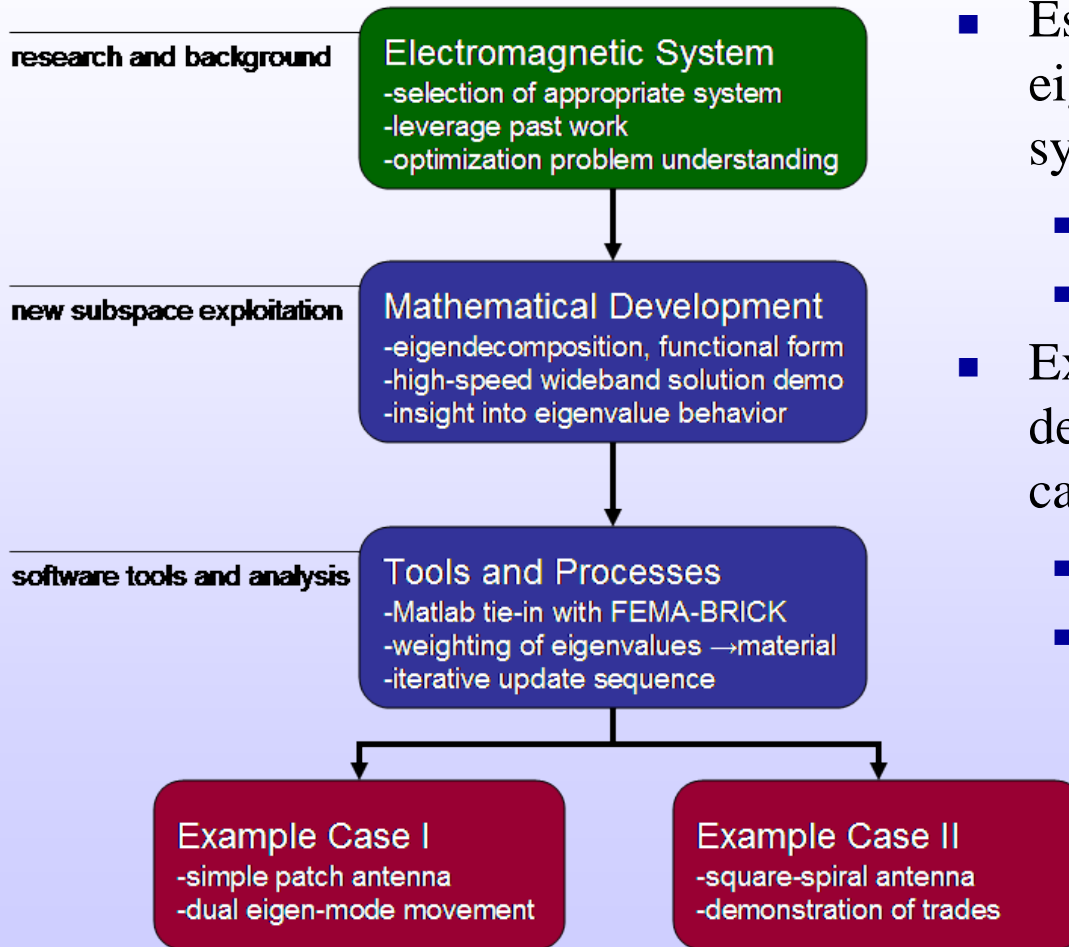 research and background
Electromagnetic System
-selection of appropriate system
-leverage past work
-optimization problem understanding
new subspace exploitation
Mathematical Development
-eigendecomposition, functional form
-high-speed wideband solution demo
-insight into eigenvalue behavior
software tools and analysis
Tools and Processes
-Matlab tie-in with FEMA-BRICK
-weighting of eigenvalues →material
-iterative update sequence
Example Case I
-simple patch antenna
-dual eigen-mode movement
Example Case II
-square-spiral antenna
-demonstration of trades